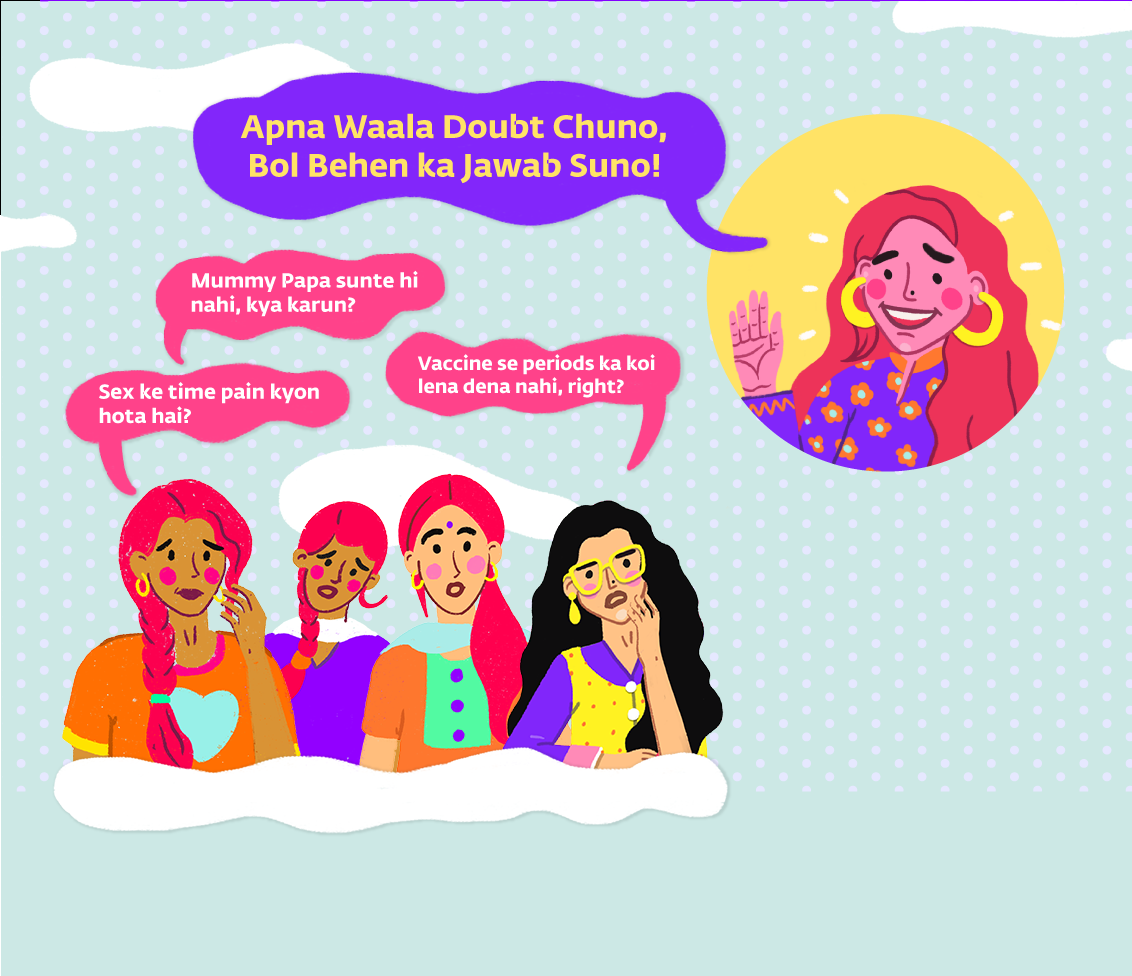 Apna Waala Doubt Chuno,
Bol Behen ka Jawab Suno!
Mummy Papa sunte hi
nahi, kya karun?
Vaccine se periods ka koi
lena dena nahi, right?
Sex ke time pain kyon
hota hai?